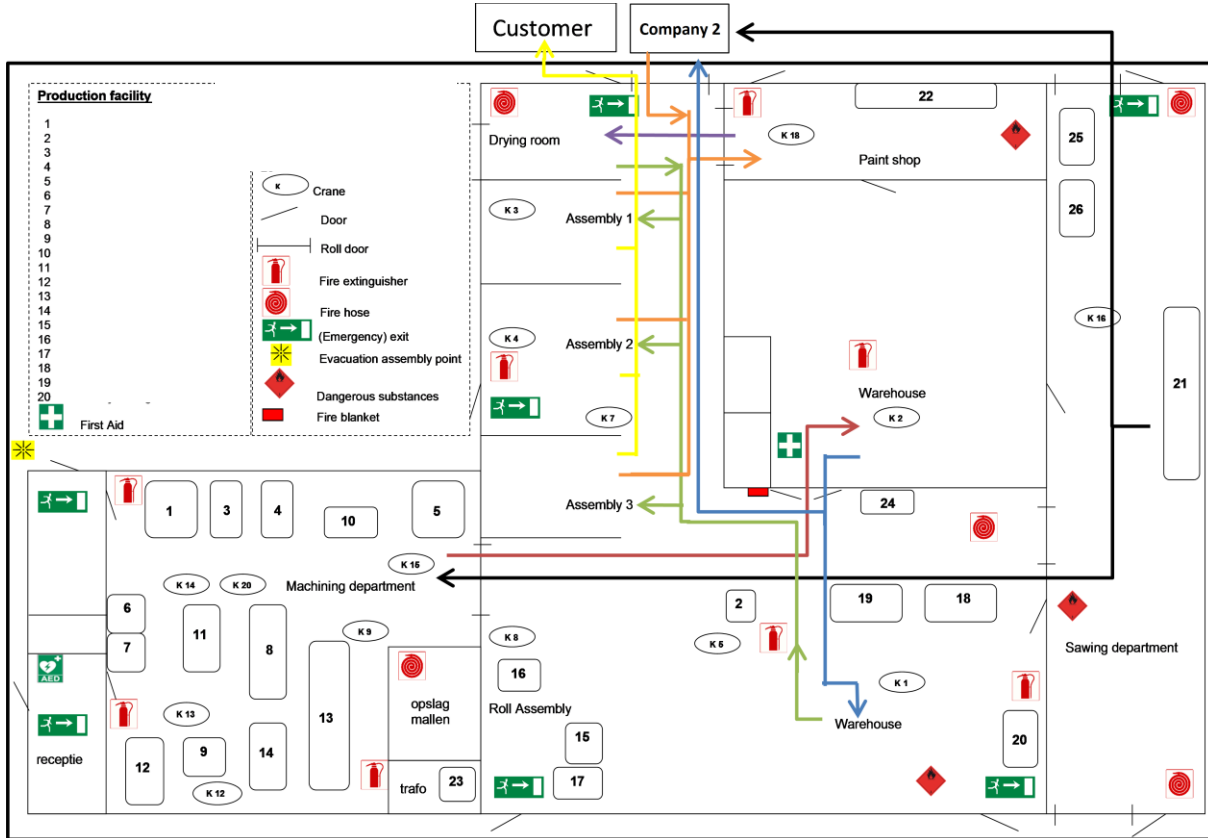 Customer
Company 2
Production facility
1
2
3
4
5
6
7
8
9
10
11
12
13
14
15
16
17
18
19
20
First Aid
K
Crane
Door
Roll door
Fire extinguisher
Fire hose
(Emergency) exit
Evacuation assembly point
Dangerous substances
Fire blanket
Drying room
K 18
22
Paint shop
25
26
K 3
Assembly 1
K 4
Assembly 2
K 7
Assembly 3
K 16
21
Warehouse
K 2
24
1
3
4
10
5
K 15
K 14
K 20
Machining department
6
7
11
8
K 9
13
AED
K 13
receptie
12
9
14
K 12
opslag
mallen
trafo
23
K 8
16
Roll Assembly
15
17
2
K 5
19
18
K 1
Warehouse
20
Sawing department